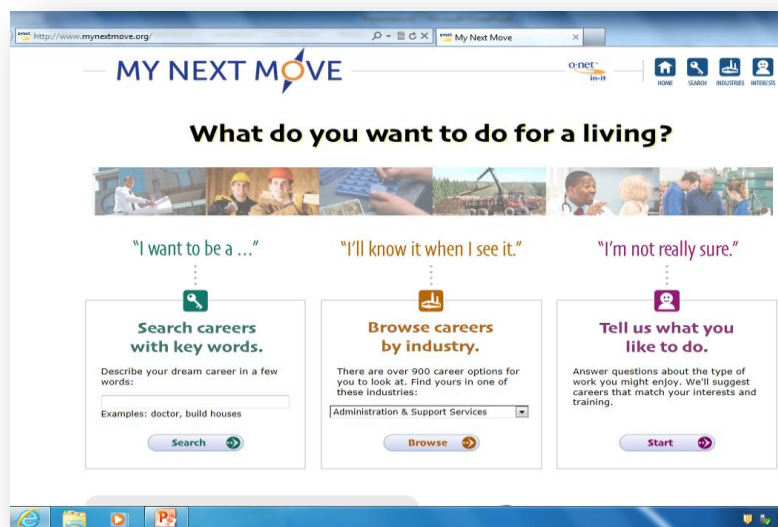 http://www.mynextmove.org/
My Next Move
MY NEXT MOVE
o·net™
in-it
HOME
SEARCH
INDUSTRIES
INTERESTS
What do you want to do for a living?
"I want to be a ..."
Search careers
with key words.
Describe your dream career in a few
words:
Examples: doctor, build houses
Search
"I'll know it when I see it."
Browse careers
by industry.
There are over 900 career options for
you to look at. Find yours in one of
these industries:
Administration & Support Services
Browse
"I'm not really sure."
Tell us what you
like to do.
Answer questions about the type of
work you might enjoy. We'll suggest
careers that match your interests and
training.
Start